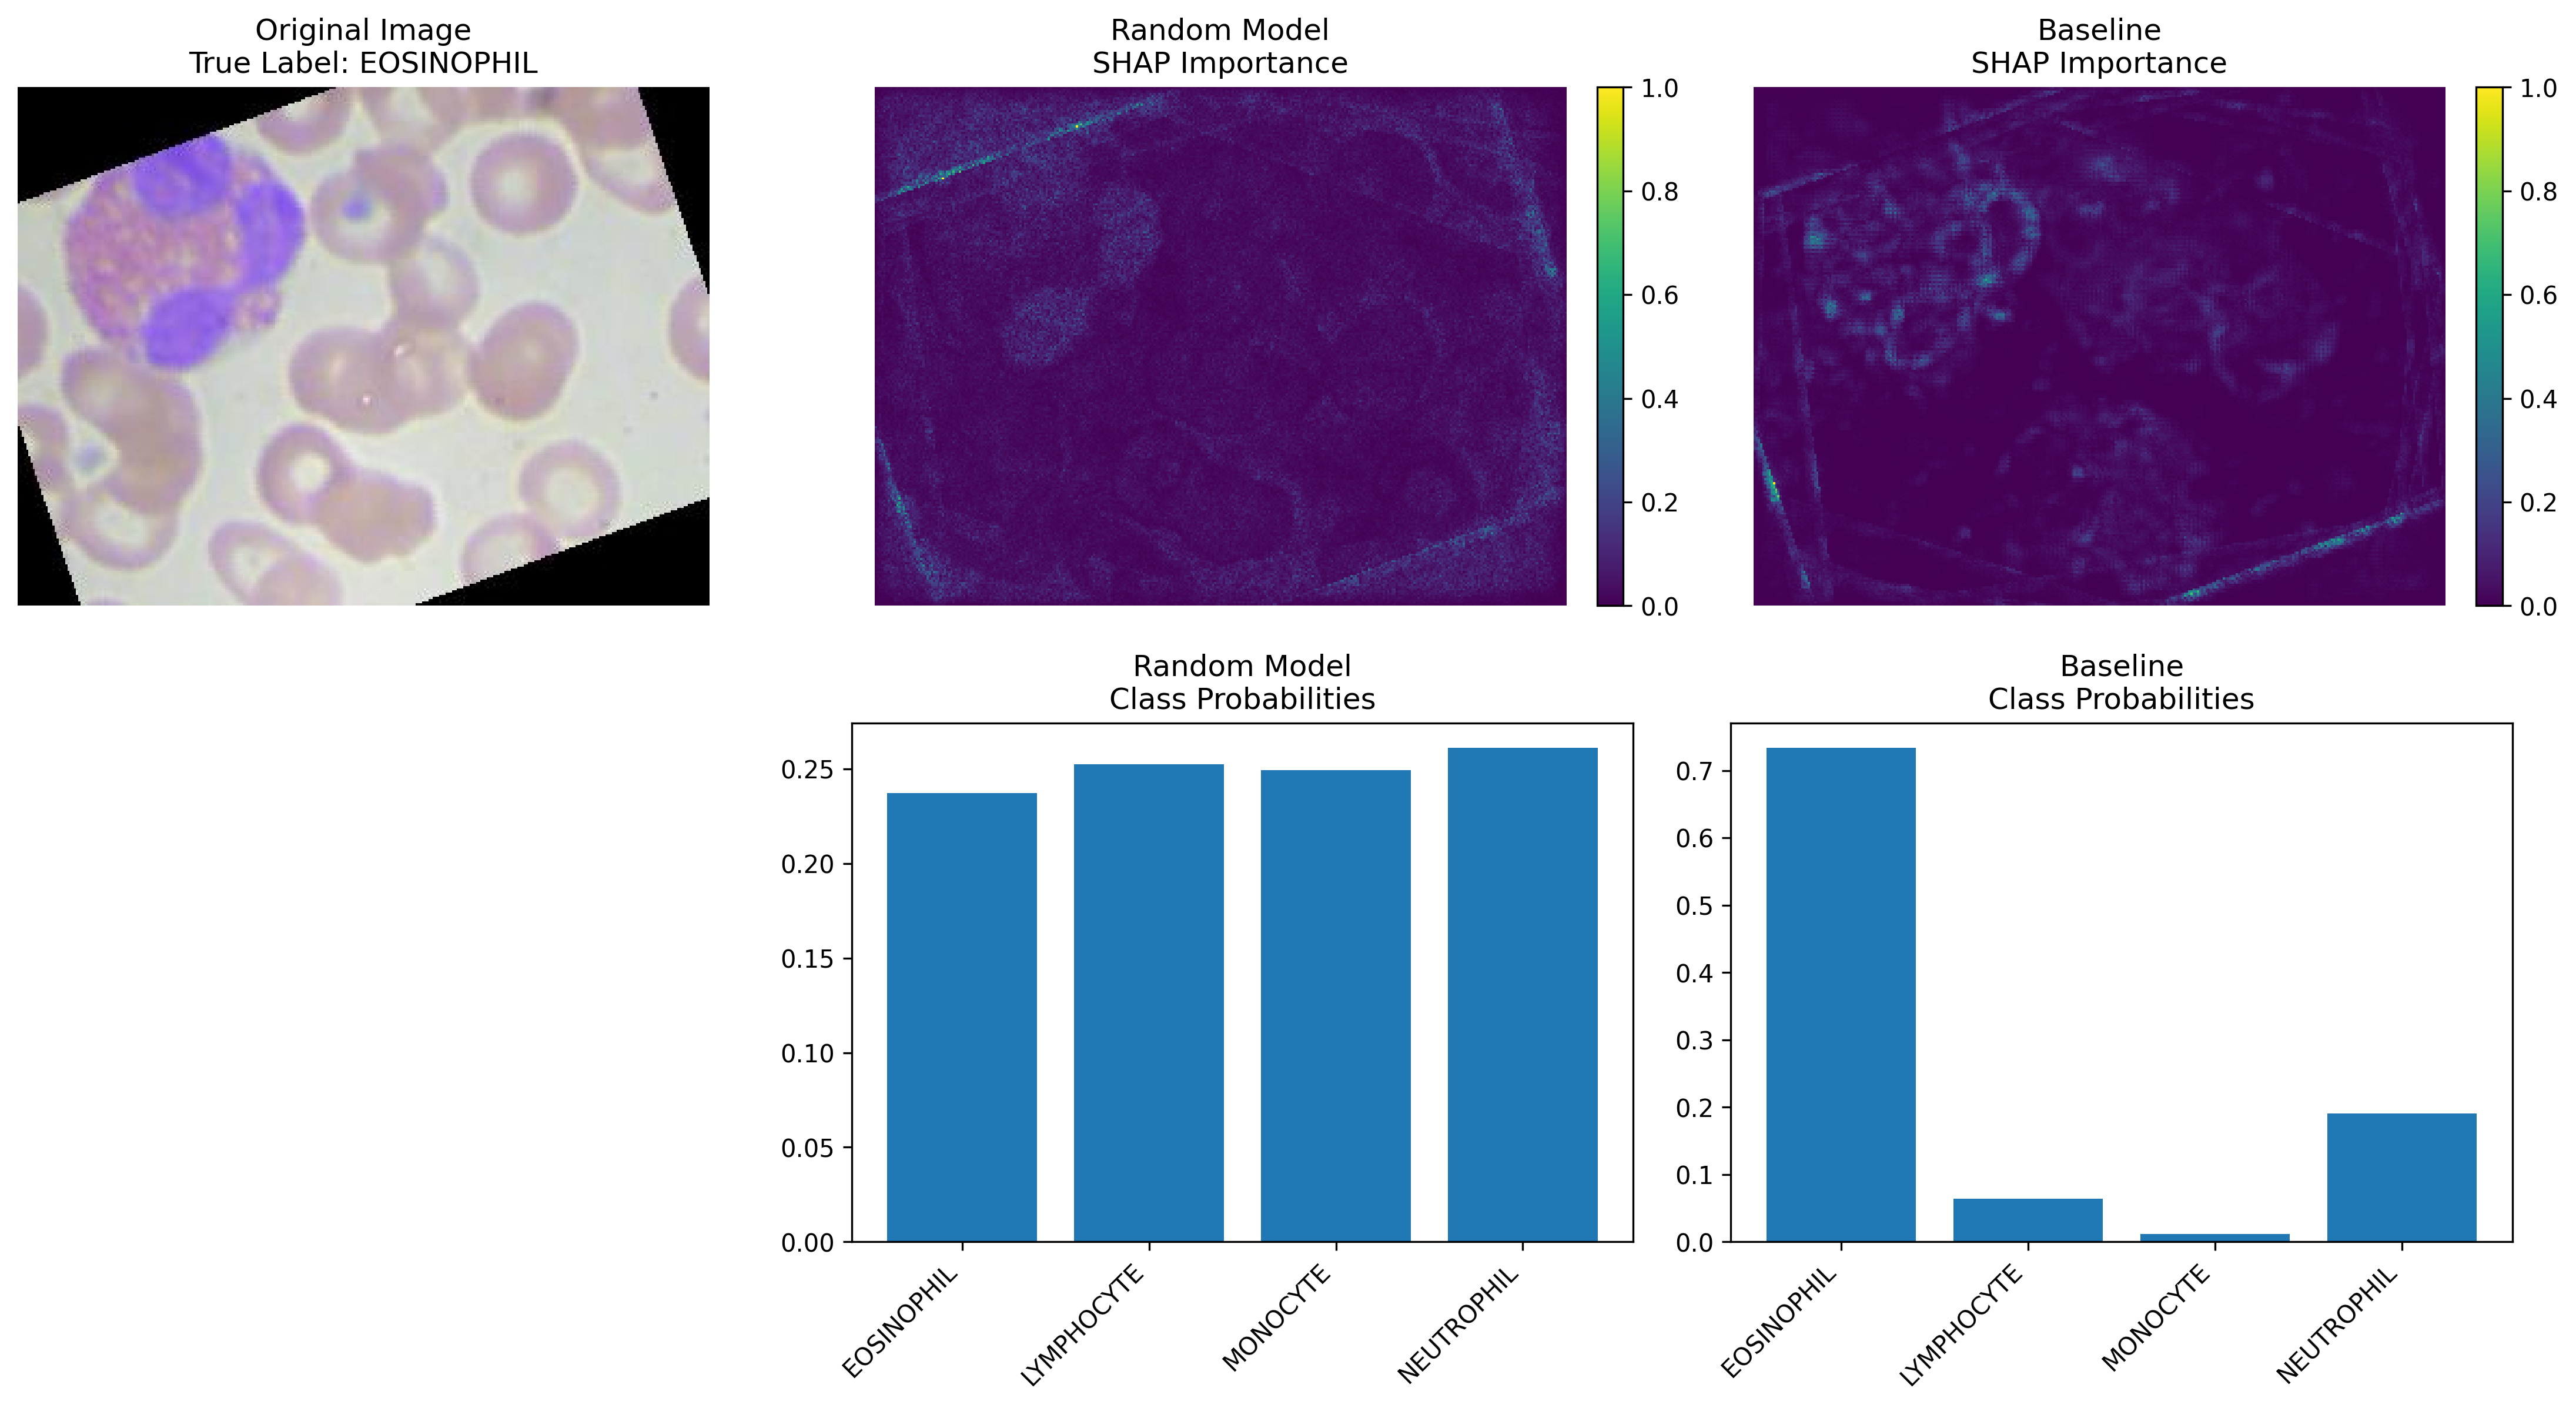 Original Image
True Label: EOSINOPHIL
Random Model
SHAP Importance
1.0
0.8
0.6
0.4
0.2
0.0
Baseline
SHAP Importance
1.0
0.8
0.6
0.4
0.2
0.0
Random Model
Class Probabilities
0.25
0.20
0.15
0.10
0.05
0.00
EOSINOPHIL
LYMPHOCYTE
MONOCYTE
NEUTROPHIL
Baseline
Class Probabilities
0.7
0.6
0.5
0.4
0.3
0.2
0.1
0.0
EOSINOPHIL
LYMPHOCYTE
MONOCYTE
NEUTROPHIL